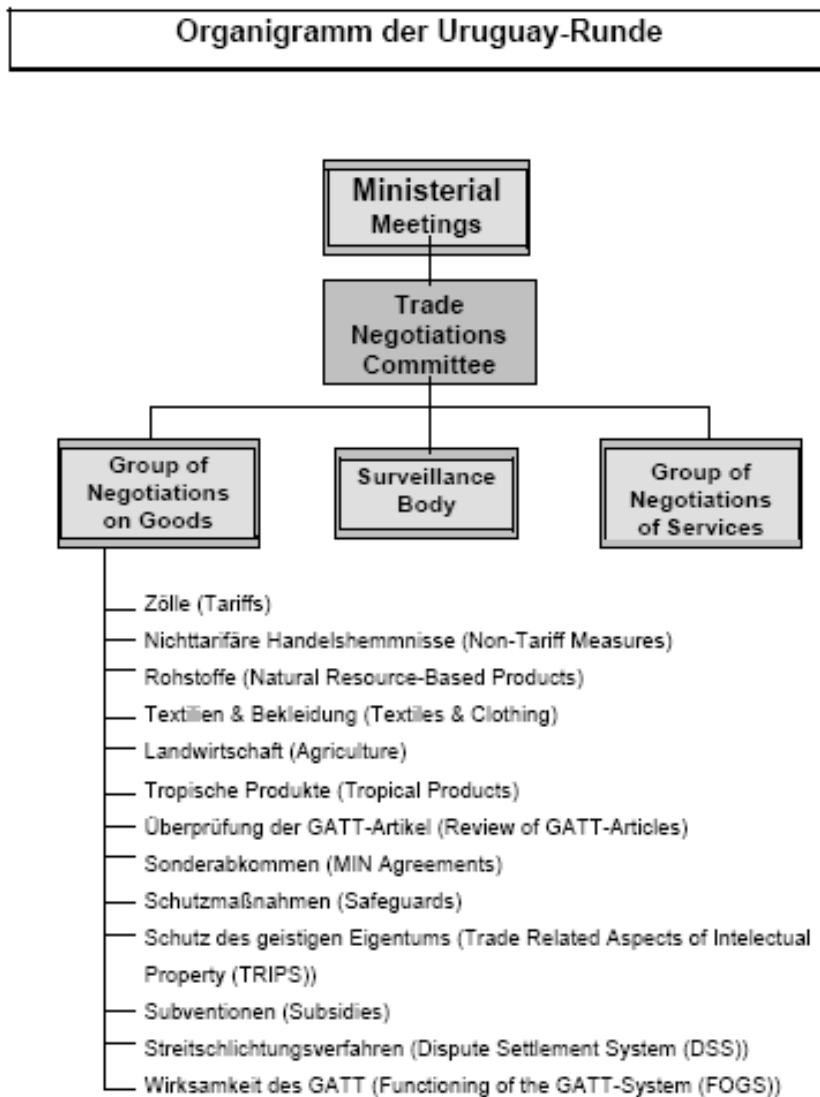 Organigramm der Uruguay-Runde
Ministerial
Meetings
Trade
Negotiations
Committee
Group of
Negotiations
on Goods
Surveillance
Body
Group of
Negotiations
of Services
Zölle (Tariffs)
Nichttarifäre Handelshemmnisse (Non-Tariff Measures)
Rohstoffe (Natural Resource-Based Products)
Textilien & Bekleidung (Textiles & Clothing)
Landwirtschaft (Agriculture)
Tropische Produkte (Tropical Products)
Überprüfung der GATT-Artikel (Review of GATT-Articles)
Sonderabkommen (MIN Agreements)
Schutzmaßnahmen (Safeguards)
Schutz des geistigen Eigentums (Trade Related Aspects of Intelectual
Property (TRIPS))
Subventionen (Subsidies)
Streitschlichtungsverfahren (Dispute Settlement System (DSS))
Wirksamkeit des GATT (Functioning of the GATT-System (FOGS))